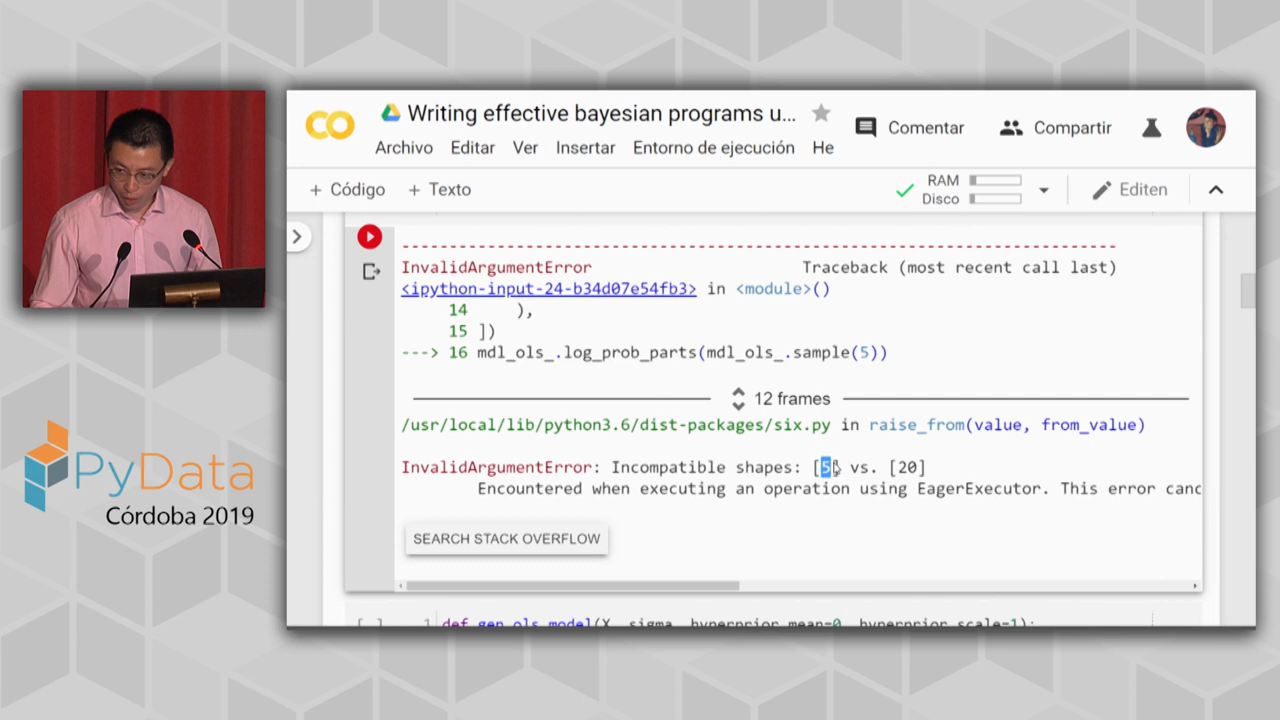 CO Writing effective bayesian programs u...
Archivo Editar Ver Insertar Entorno de ejecución He
Comentar Compartir
+ Código + Texto
RAM
Disco
Editen
InvalidArgumentError Traceback (most recent call last)
<ipython-input-24-b34d07e54fb3> in <module>()
14 ),
15 ])
---> 16 mdl_ols_.log_prob_parts(mdl_ols_.sample(5))
12 frames
/usr/local/lib/python3.6/dist-packages/six.py in raise_from(value, from_value)
InvalidArgumentError: Incompatible shapes: [5] vs. [20]
Encountered when executing an operation using EagerExecutor. This error canc
SEARCH STACK OVERFLOW
[ ] 1 def gen_ols_model(X, sigma, hyperprior_mean=0, hyperprior_scale=1):
PyData
Córdoba 2019